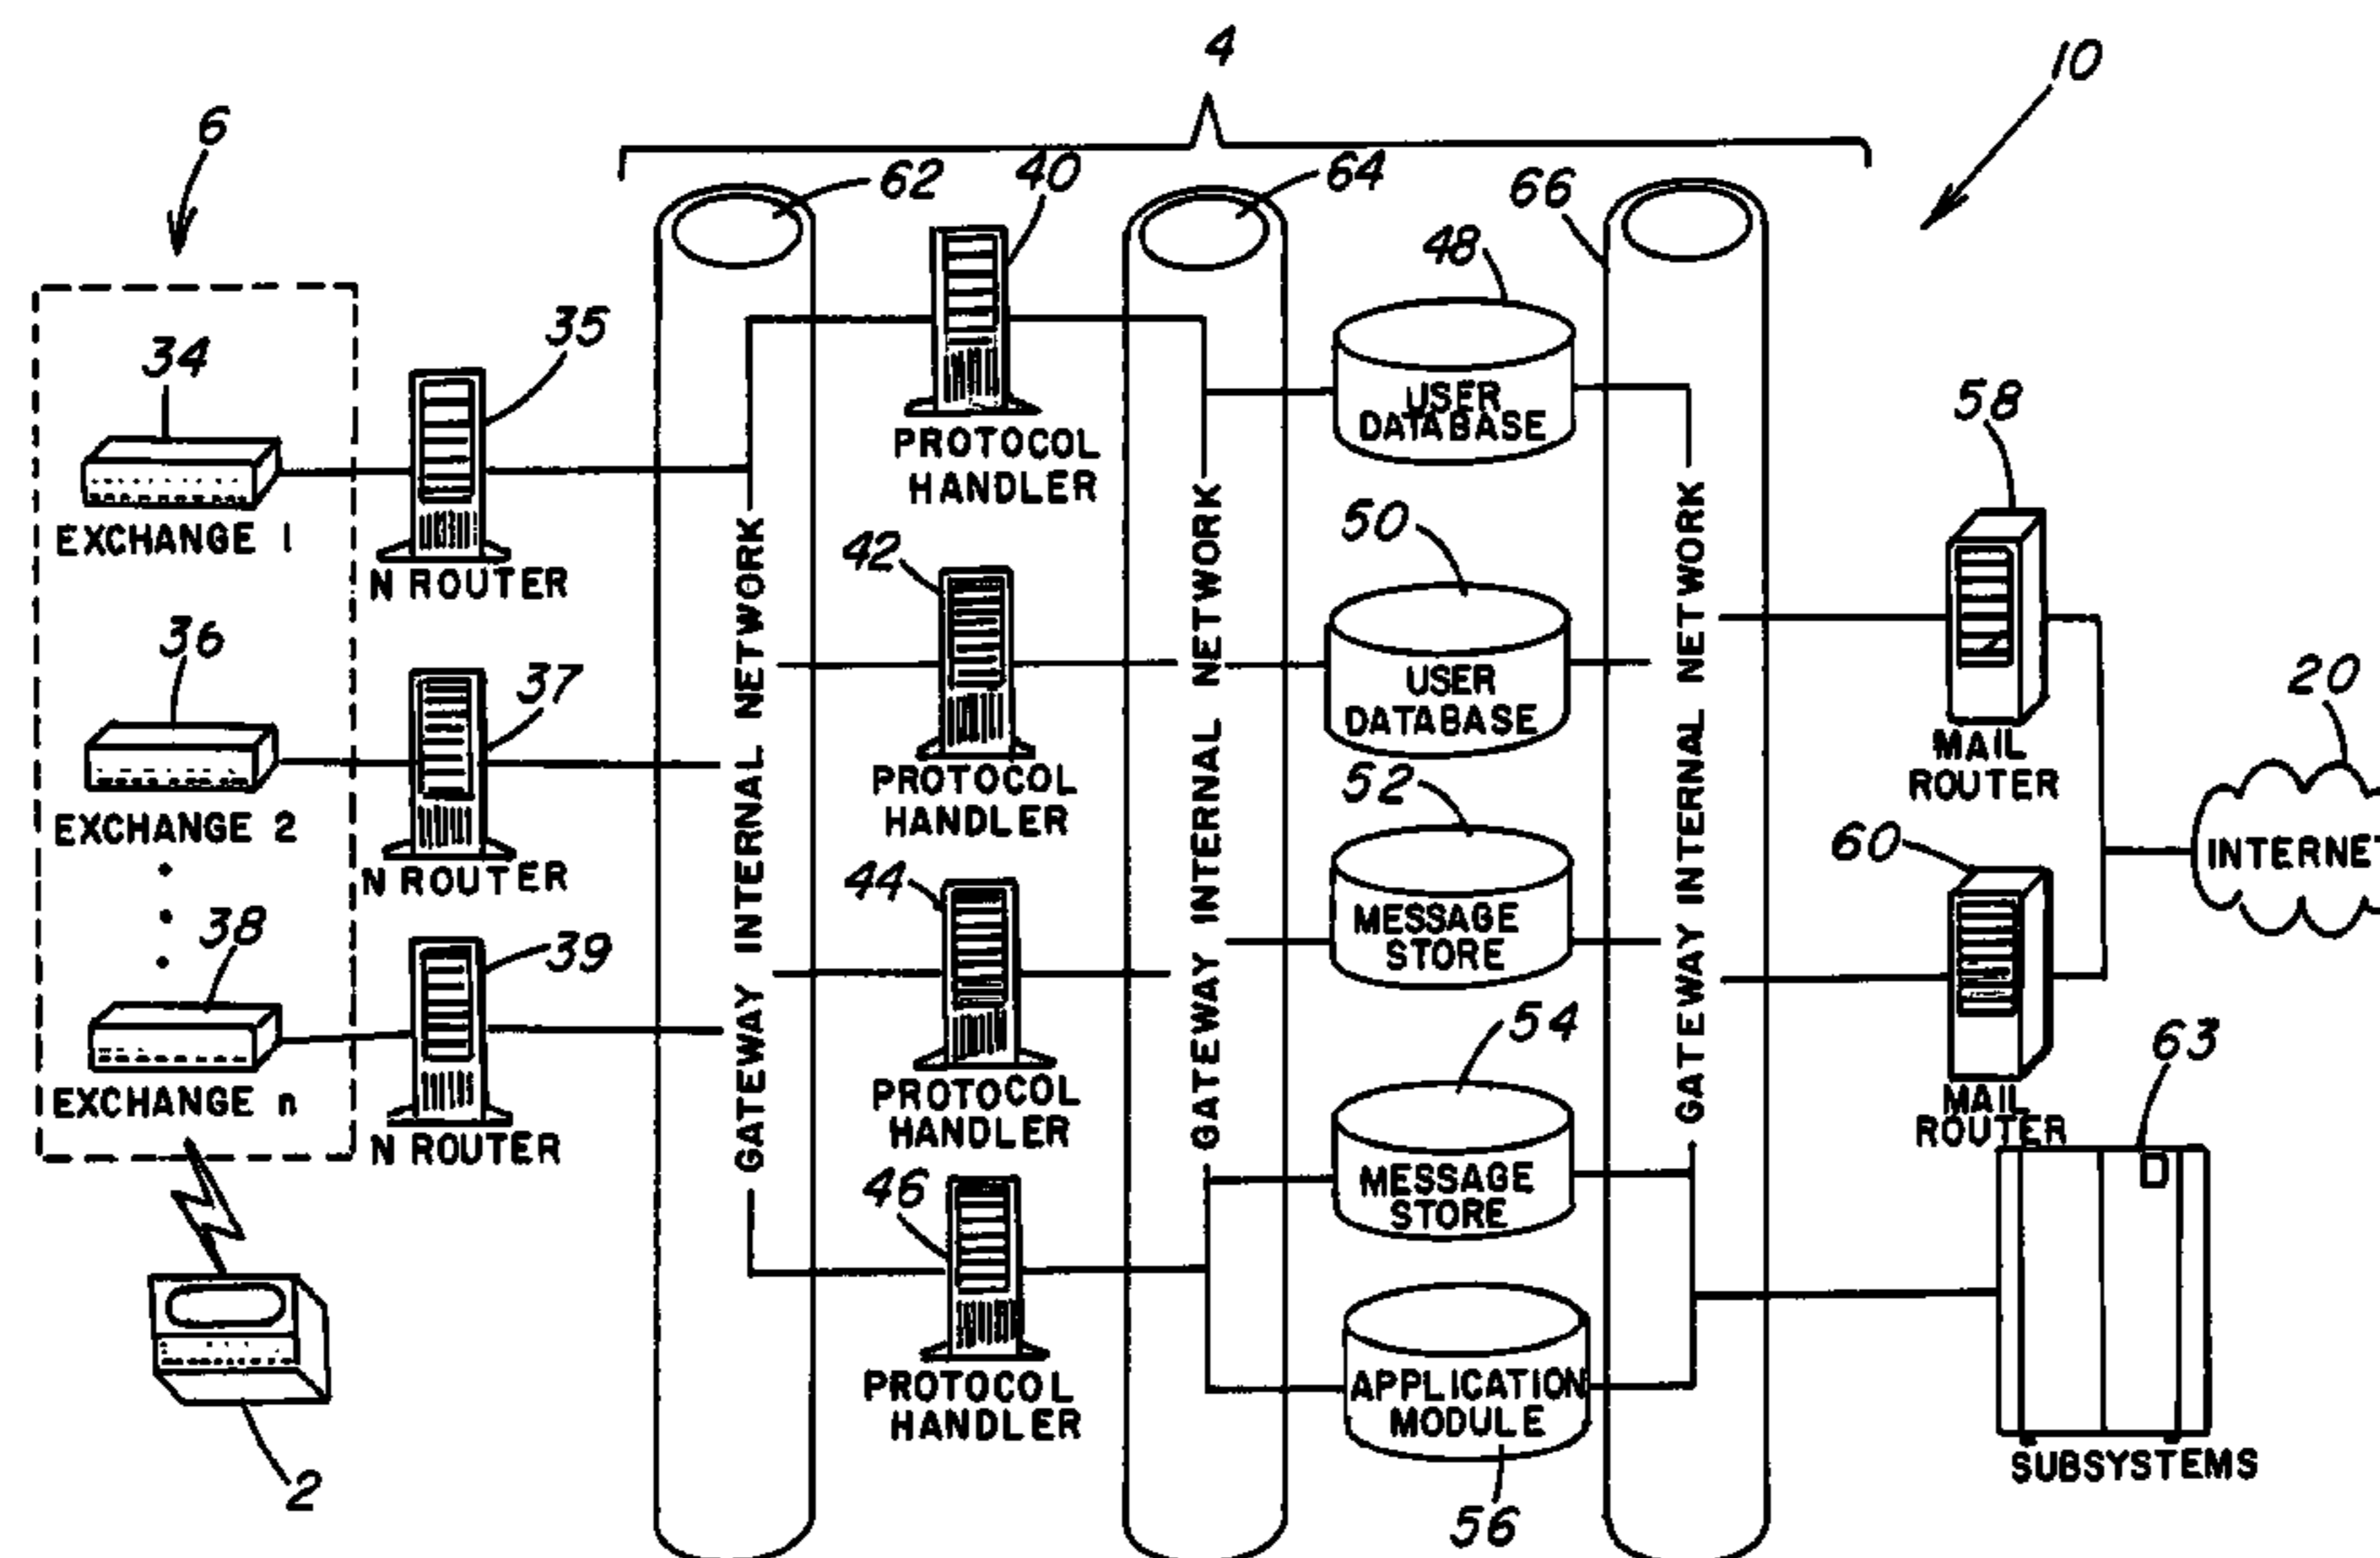 4
10
6
62
40
64
66
48
35
34
EXCHANGE 1
N ROUTER
PROTOCOL
HANDLER
USER
DATABASE
58
MAIL
ROUTER
36
EXCHANGE 2
37
N ROUTER
GATEWAY INTERNAL NETWORK
42
PROTOCOL
HANDLER
GATEWAY INTERNAL NETWORK
50
USER
DATABASE
GATEWAY INTERNAL NETWORK
20
INTERNET
38
EXCHANGE n
39
N ROUTER
44
PROTOCOL
HANDLER
52
MESSAGE
STORE
60
MAIL
ROUTER
46
PROTOCOL
HANDLER
54
MESSAGE
STORE
63
SUBSYSTEMS
2
APPLICATION
MODULE
56